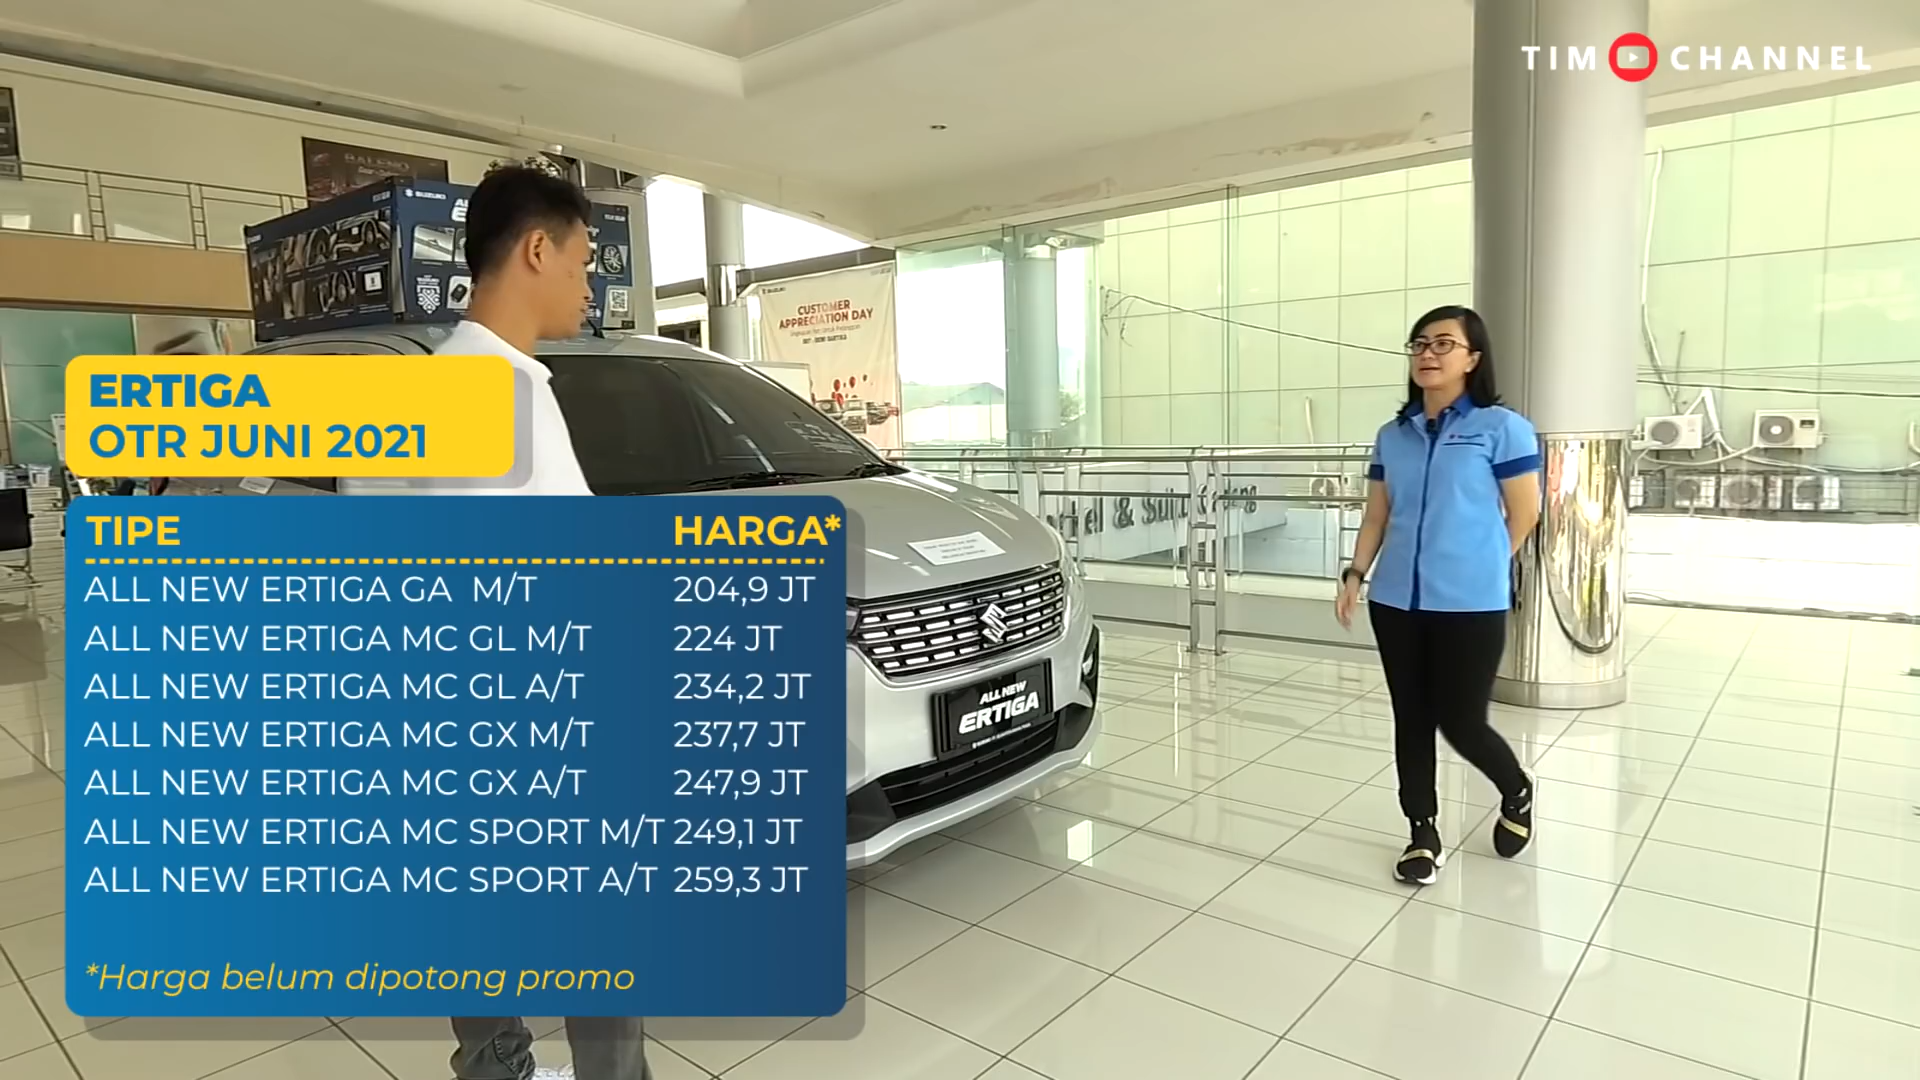 TIM CHANNEL
BALENO
SUZUKI
CUSTOMER
APPRECIATION DAY
ERTIGA
OTR JUNI 2021
TIPE HARGA*
ALL NEW ERTIGA GA M/T 204,9 JT
ALL NEW ERTIGA MC GL M/T 224 JT
ALL NEW ERTIGA MC GL A/T 234,2 JT
ALL NEW ERTIGA MC GX M/T 237,7 JT
ALL NEW ERTIGA MC GX A/T 247,9 JT
ALL NEW ERTIGA MC SPORT M/T 249,1 JT
ALL NEW ERTIGA MC SPORT A/T 259,3 JT
*Harga belum dipotong promo
ALL NEW
ERTIGA